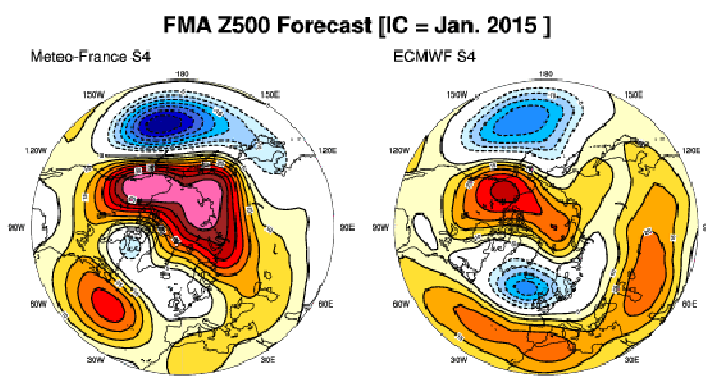 FMA Z500 Forecast [IC = Jan. 2015 ]
Meteo-France S4
ECMWF S4
180
180
150W
150E
150W
150E
120W
120E
120W
120E
90W
90E
90W
90E
60W
60E
60W
60E
30W
30E
30W
30E